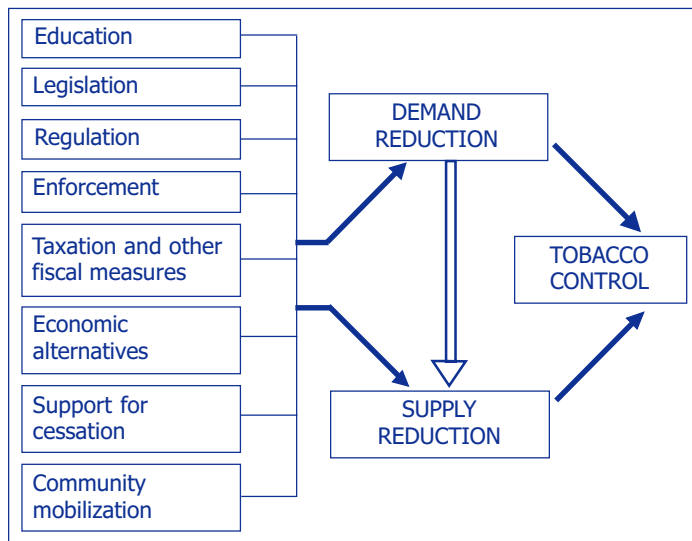 Education
Legislation
Regulation
Enforcement
Taxation and other
fiscal measures
Economic
alternatives
Support for
cessation
Community
mobilization
DEMAND
REDUCTION
SUPPLY
REDUCTION
TOBACCO
CONTROL